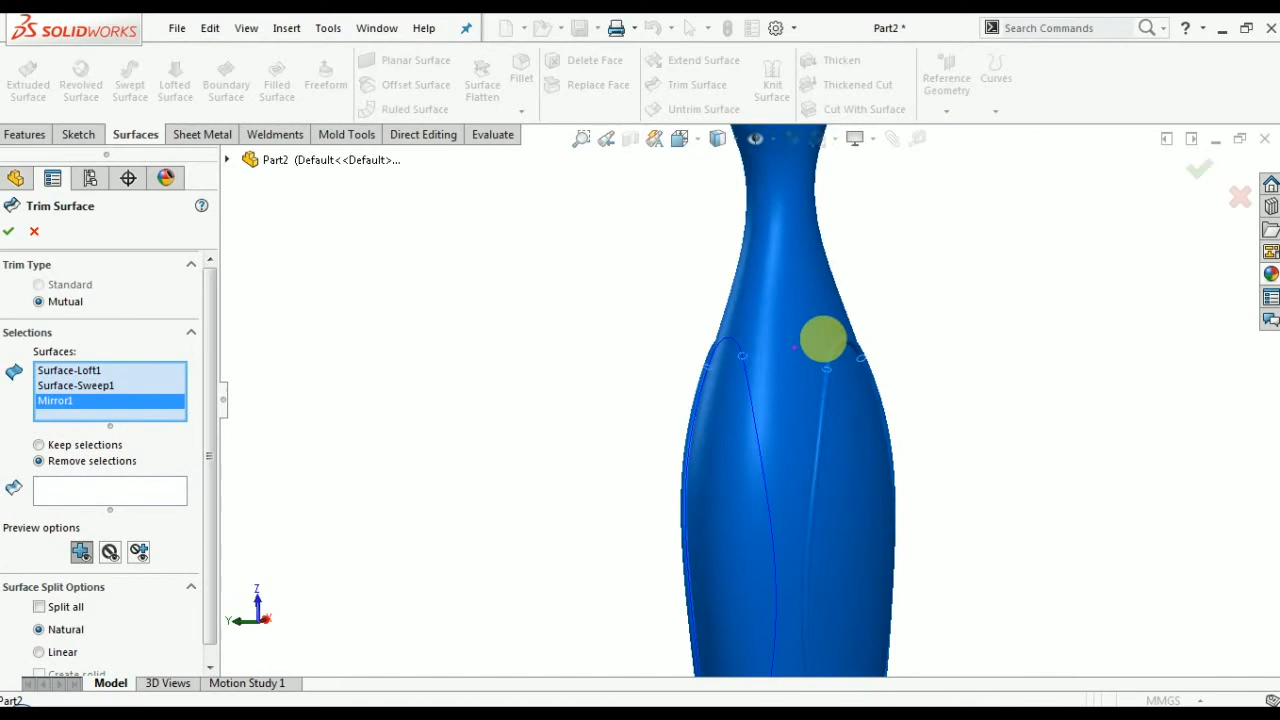 SOLIDWORKS File Edit View Insert Tools Window Help Part2 * Search Commands ?
Extruded Surface
Revolved Surface
Swept Surface
Lofted Surface
Boundary Surface
Filled Surface
Freeform
Planar Surface
Offset Surface
Ruled Surface
Surface Flatten
Fillet
Delete Face
Replace Face
Extend Surface
Trim Surface
Untrim Surface
Knit Surface
Thicken
Thickened Cut
Cut With Surface
Reference Geometry
Curves
Features Sketch Surfaces Sheet Metal Weldments Mold Tools Direct Editing Evaluate
Part2 (Default<<Default>...
Trim Surface
Trim Type
Standard
Mutual
Selections
Surfaces:
Surface-Loft1
Surface-Sweep1
Mirror1
Keep selections
Remove selections
Preview options
Surface Split Options
Split all
Natural
Linear
Create solid
Z
Y
X
Model 3D Views Motion Study 1
Part2 MMGS